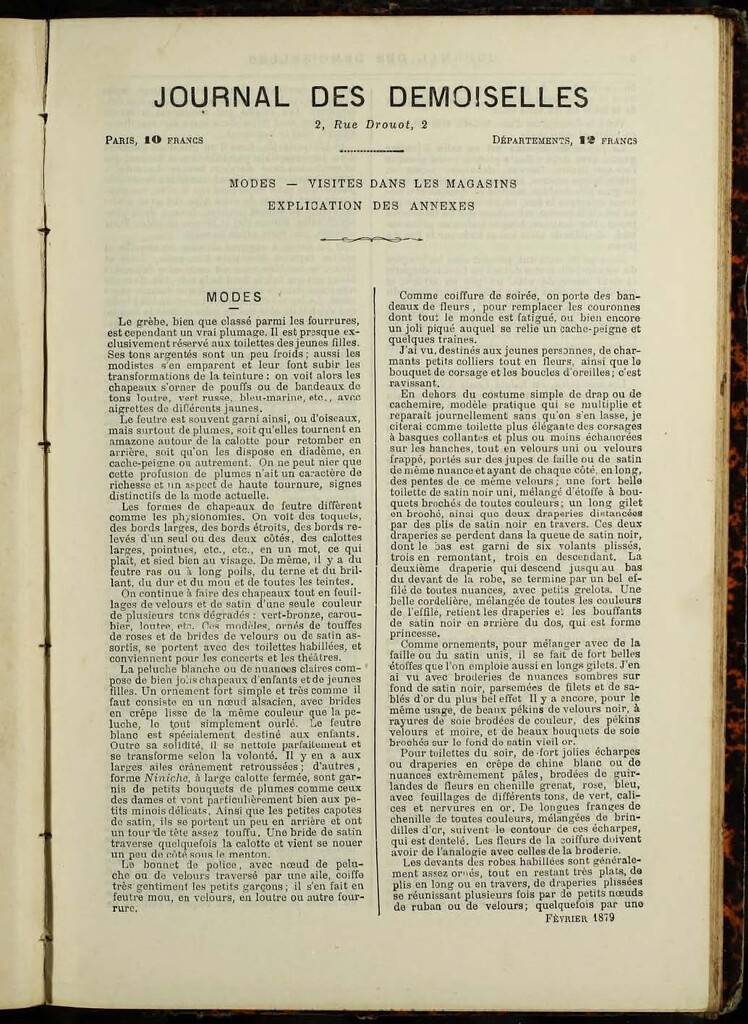 JOURNAL DES DEMOISELLES
2, Rue Drouot, 2
PARIS, 10 FRANCS
DÉPARTEMENTS, 12 FRANCS
MODES — VISITES DANS LES MAGASINS
EXPLICATION DES ANNEXES
MODES
Le grèbe, bien que classé parmi les fourrures,
est cependant un vrai plumage. Il est presque ex-
clusivement réservé aux toilettes des jeunes filles.
Ses tons argentés sont un peu froids; aussi les
modistes s'en emparent et leur font subir les
transformations de la teinture : on voit alors les
chapeaux s'orner de pouffs ou de bandeaux de
tons loutre, vert russe, bleu-marine, etc., avec
aigrettes de différents jaunes.
Le feutre est souvent garni ainsi, ou d'oiseaux,
mais surtout de plumes, soit qu'elles tournent en
amazone autour de la calotte pour retomber en
arrière, soit qu'on les dispose en diadème, en
cache-peigne ou autrement. On ne peut nier que
cette profusion de plumes n'ait un caractère de
richesse et un aspect de haute tournure, signes
distinctifs de la mode actuelle.
Les formes de chapeaux de feutre diffèrent
comme les physionomies. On voit des toquets,
des bords larges, des bords étroits, des bords re-
levés d'un seul ou des deux côtés, des calottes
larges, pointues, etc., etc., en un mot, ce qui
plaît, et sied bien au visage. De même, il y a du
feutre ras ou à long poils, du terne et du bril-
lant, du dur et du mou et de toutes les teintes.
On continue à faire des chapeaux tout en feuil-
lages de velours et de satin d'une seule couleur
de plusieurs tons dégradés : vert-bronze, carou-
bier, loutre, etc. Ces modèles, ornés de touffes
de roses et de brides de velours ou de satin as-
sortis, se portent avec des toilettes habillées, et
conviennent pour les concerts et les théâtres.
La peluche blanche ou de nuances claires com-
pose de bien jolis chapeaux d'enfants et de jeunes
filles. Un ornement fort simple et très comme il
faut consiste en un nœud alsacien, avec brides
en crêpe lisse de la même couleur que la pe-
luche, le tout simplement ourlé. Le feutre
blanc est spécialement destiné aux enfants.
Outre sa solidité, il se nettoie parfaitement et
se transforme selon la volonté. Il y en a aux
larges ailes crânement retroussées; d'autres,
forme Niniche, à large calotte fermée, sont gar-
nis de petits bouquets de plumes comme ceux
des dames et vont particulièrement bien aux pe-
tits minois délicats. Ainsi que les petites capotes
de satin, ils se portent un peu en arrière et ont
un tour de tête assez touffu. Une bride de satin
traverse quelquefois la calotte et vient se nouer
un peu de côté sous le menton.
Le bonnet de police, avec nœud de pelu-
che ou de velours traversé par une aile, coiffe
très gentiment les petits garçons; il s'en fait en
feutre mou, en velours, en loutre ou autre four-
rure.
Comme coiffure de soirée, on porte des ban-
deaux de fleurs, pour remplacer les couronnes
dont tout le monde est fatigué, ou bien encore
un joli piqué auquel se relie un cache-peigne et
quelques traines.
J'ai vu, destinés aux jeunes personnes, de char-
mants petits colliers tout en fleurs, ainsi que le
bouquet de corsage et les boucles d'oreilles; c'est
ravissant.
En dehors du costume simple de drap ou de
cachemire, modèle pratique qui se multiplie et
reparaît journellement sans qu'on s'en lasse, je
citerai comme toilette plus élégante des corsages
à basques collantes et plus ou moins échancrées
sur les hanches, tout en velours uni ou velours
frappé, portés sur des jupes de faille ou de satin
de même nuance et ayant de chaque côté, en long,
des pentes de ce même velours; une fort belle
toilette de satin noir uni, mélangé d'étoffe à bou-
quets brochés de toutes couleurs; un long gilet
en broché, ainsi que deux draperies distancées
par des plis de satin noir en travers. Ces deux
draperies se perdent dans la queue de satin noir,
dont le bas est garni de six volants plissés,
trois en remontant, trois en descendant. La
deuxième draperie qui descend jusqu'au bas
du devant de la robe, se termine par un bel ef-
filé de toutes nuances, avec petits grelots. Une
belle cordelière, mélangée de toutes les couleurs
de l'effilé, retient les draperies et les bouffants
de satin noir en arrière du dos, qui est forme
princesse.
Comme ornements, pour mélanger avec de la
faille ou du satin unis, il se fait de fort belles
étoffes que l'on emploie aussi en longs gilets. J'en
ai vu avec broderies de nuances sombres sur
fond de satin noir, parsemées de filets et de sa-
blés d'or du plus bel effet. Il y a encore, pour le
même usage, de beaux pékins de velours noir, à
rayures de soie brodées de couleur, des pékins
velours et moire, et de beaux bouquets de soie
brochés sur le fond de satin vieil or.
Pour toilettes du soir, de fort jolies écharpes
ou draperies en crêpe de chine blanc ou de
nuances extrêmement pâles, brodées de guir-
landes de fleurs en chenille grenat, rose, bleu,
avec feuillages de différents tons, de vert, cali-
ces et nervures en or. De longues franges de
chenille de toutes couleurs, mélangées de brin-
dilles d'or, suivent le contour de ces écharpes,
qui est dentelé. Les fleurs de la coiffure doivent
avoir de l'analogie avec celles de la broderie.
Les devants des robes habillées sont générale-
ment assez ornés, tout en restant très plats, de
plis en long ou en travers, de draperies plissées
se réunissant plusieurs fois par de petits nœuds
de ruban ou de velours; quelquefois par une
FÉVRIER 1879